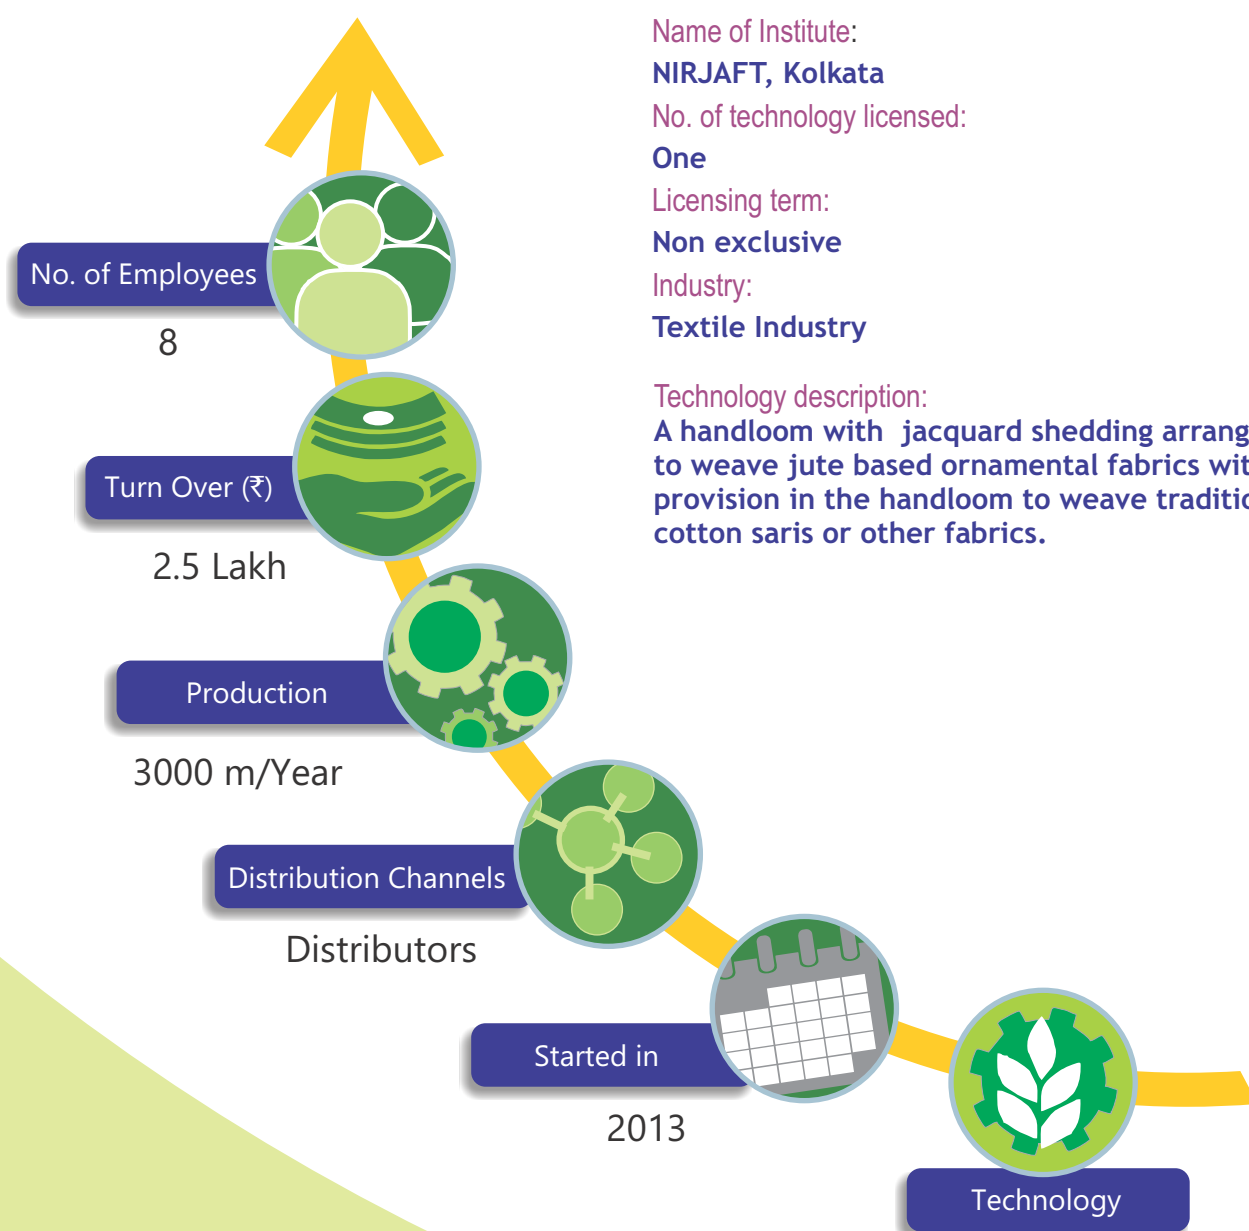 Name of Institute:
NIRJAFT, Kolkata
No. of technology licensed:
One
Licensing term:
Non exclusive
Industry:
Textile Industry
Technology description:
A handloom with jacquard shedding
to weave jute based ornamental fabrics
provision in the handloom to weave
cotton saris or other fabrics.
No. of Employees
8
Turn Over (₹)
2.5 Lakh
Production
3000 m/Year
Distribution Channels
Distributors
Started in
2013
Technology